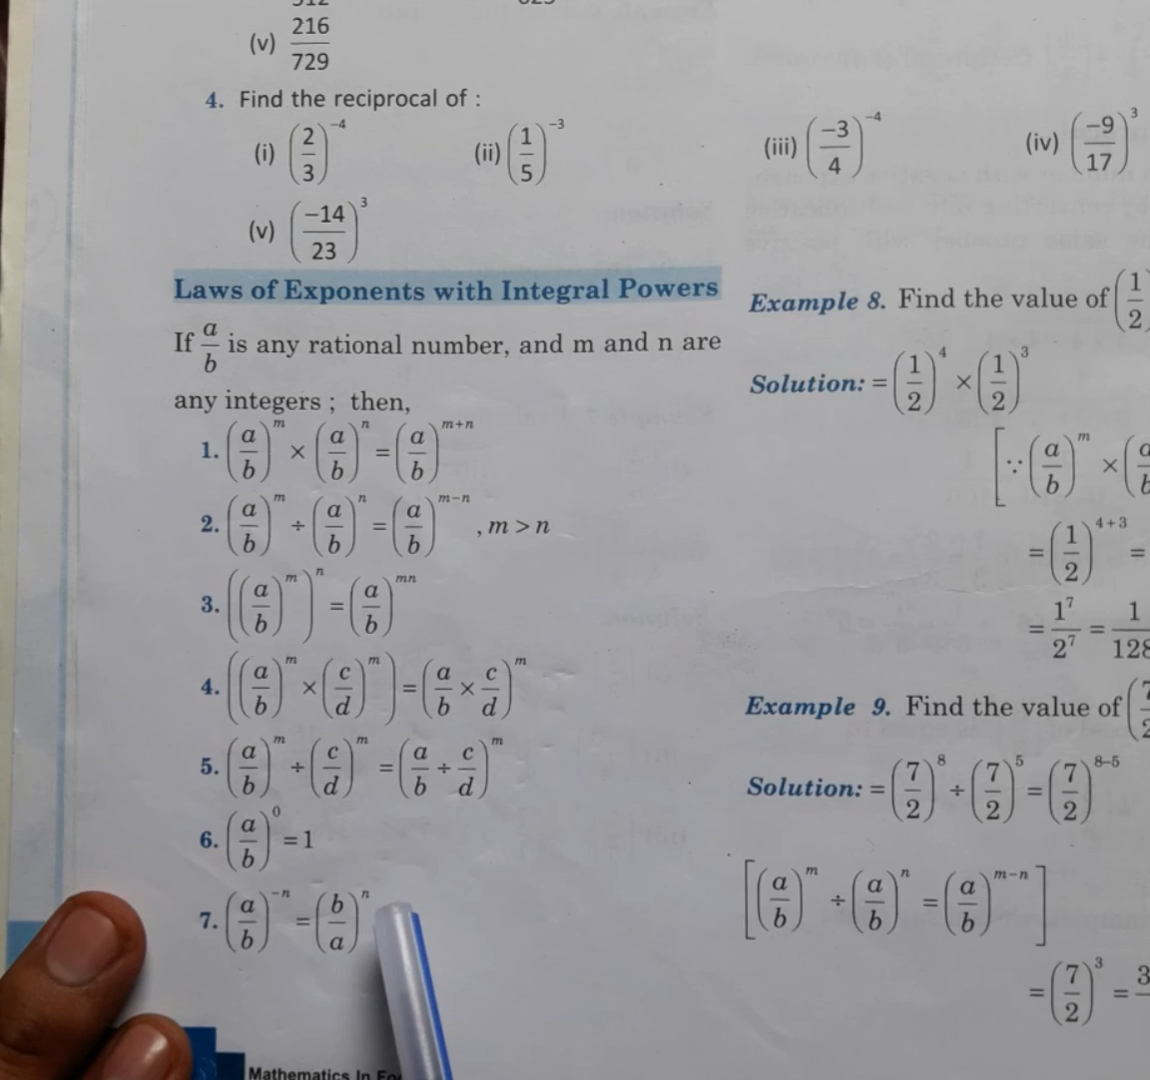 (v) 216/729
4. Find the reciprocal of :
(i) (2/3)^-4 (ii) (1/5)^-3 (iii) (-3/4)^-4 (iv) (-9/17)^3
(v) (-14/23)^3
Laws of Exponents with Integral Powers
If a/b is any rational number, and m and n are
any integers ; then,
1. (a/b)^m × (a/b)^n = (a/b)^m+n
2. (a/b)^m ÷ (a/b)^n = (a/b)^m−n , m > n
3. ((a/b)^m)^n = (a/b)^mn
4. ((a/b)^m × (c/d)^m) = (a/b × c/d)^m
5. (a/b)^m ÷ (c/d)^m = (a/b ÷ c/d)^m
6. (a/b)^0 = 1
7. (a/b)^-n = (b/a)^n
Mathematics In
Example 8. Find the value of (1/2
Solution: = (1/2)^4 × (1/2)^3
[∵ (a/b)^m × (
= (1/2)^4+3 =
= 1^7/2^7 = 1/128
Example 9. Find the value of (7/2
Solution: = (7/2)^8 ÷ (7/2)^5 = (7/2)^8−5
[(a/b)^m ÷ (a/b)^n = (a/b)^m−n]
= (7/2)^3 = 3